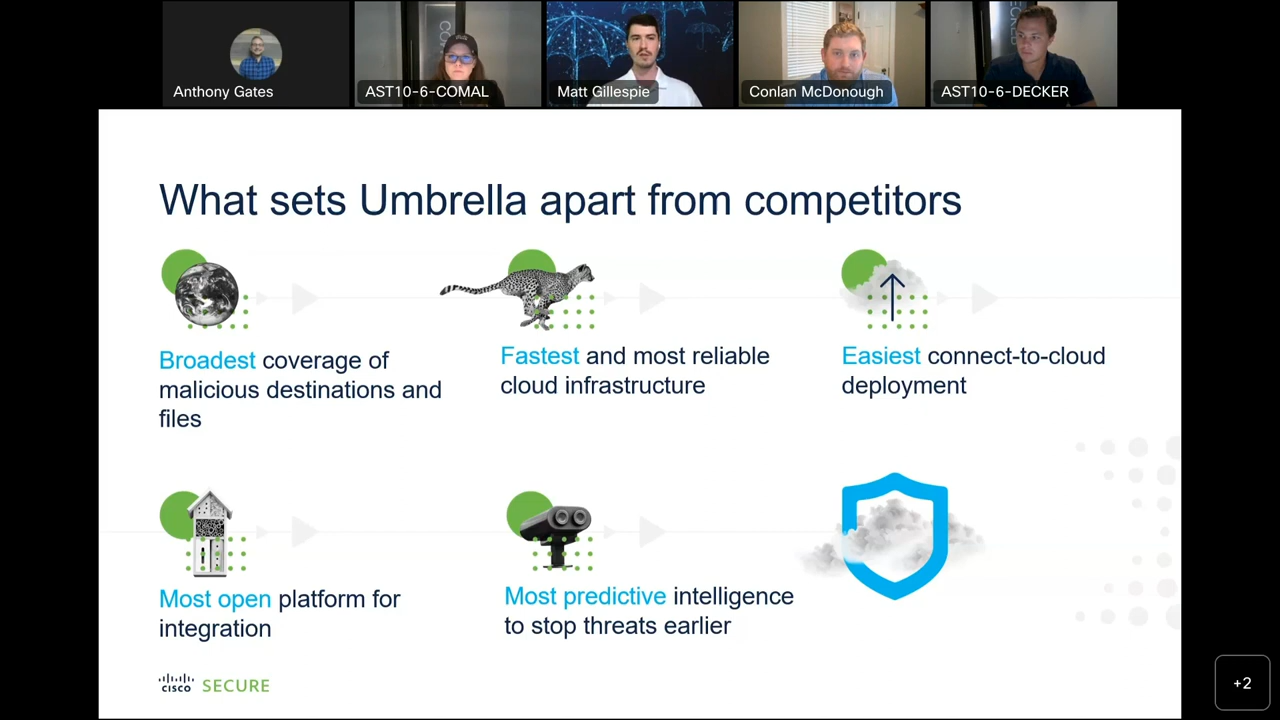 Anthony Gates
AST10-6-COMAL
Matt Gillespie
Conlan McDonough
AST10-6-DECKER
What sets Umbrella apart from competitors
Broadest coverage of
malicious destinations and
files
Fastest and most reliable
cloud infrastructure
Easiest connect-to-cloud
deployment
Most open platform for
integration
Most predictive intelligence
to stop threats earlier
CISCO SECURE
+2